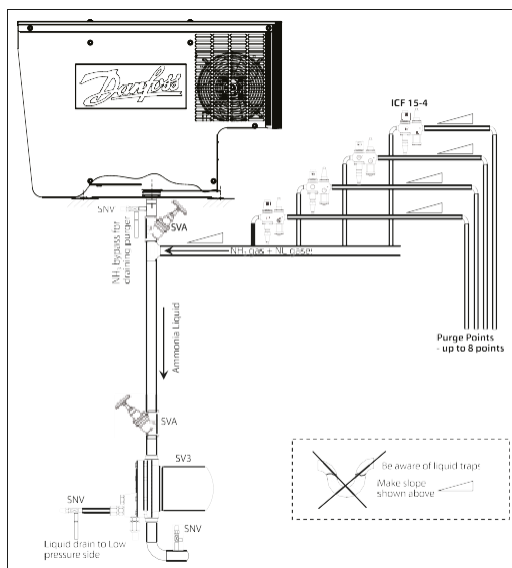 Danfoss
ICF 15-4
SNV
SVA
NH₃ bypass for
draining purger
NH₃ gas + NC gases
Ammonia Liquid
Purge Points
- up to 8 points
SVA
SV3
SNV
SNV
Liquid drain to Low
pressure side
Be aware of liquid traps
Make slope
shown above